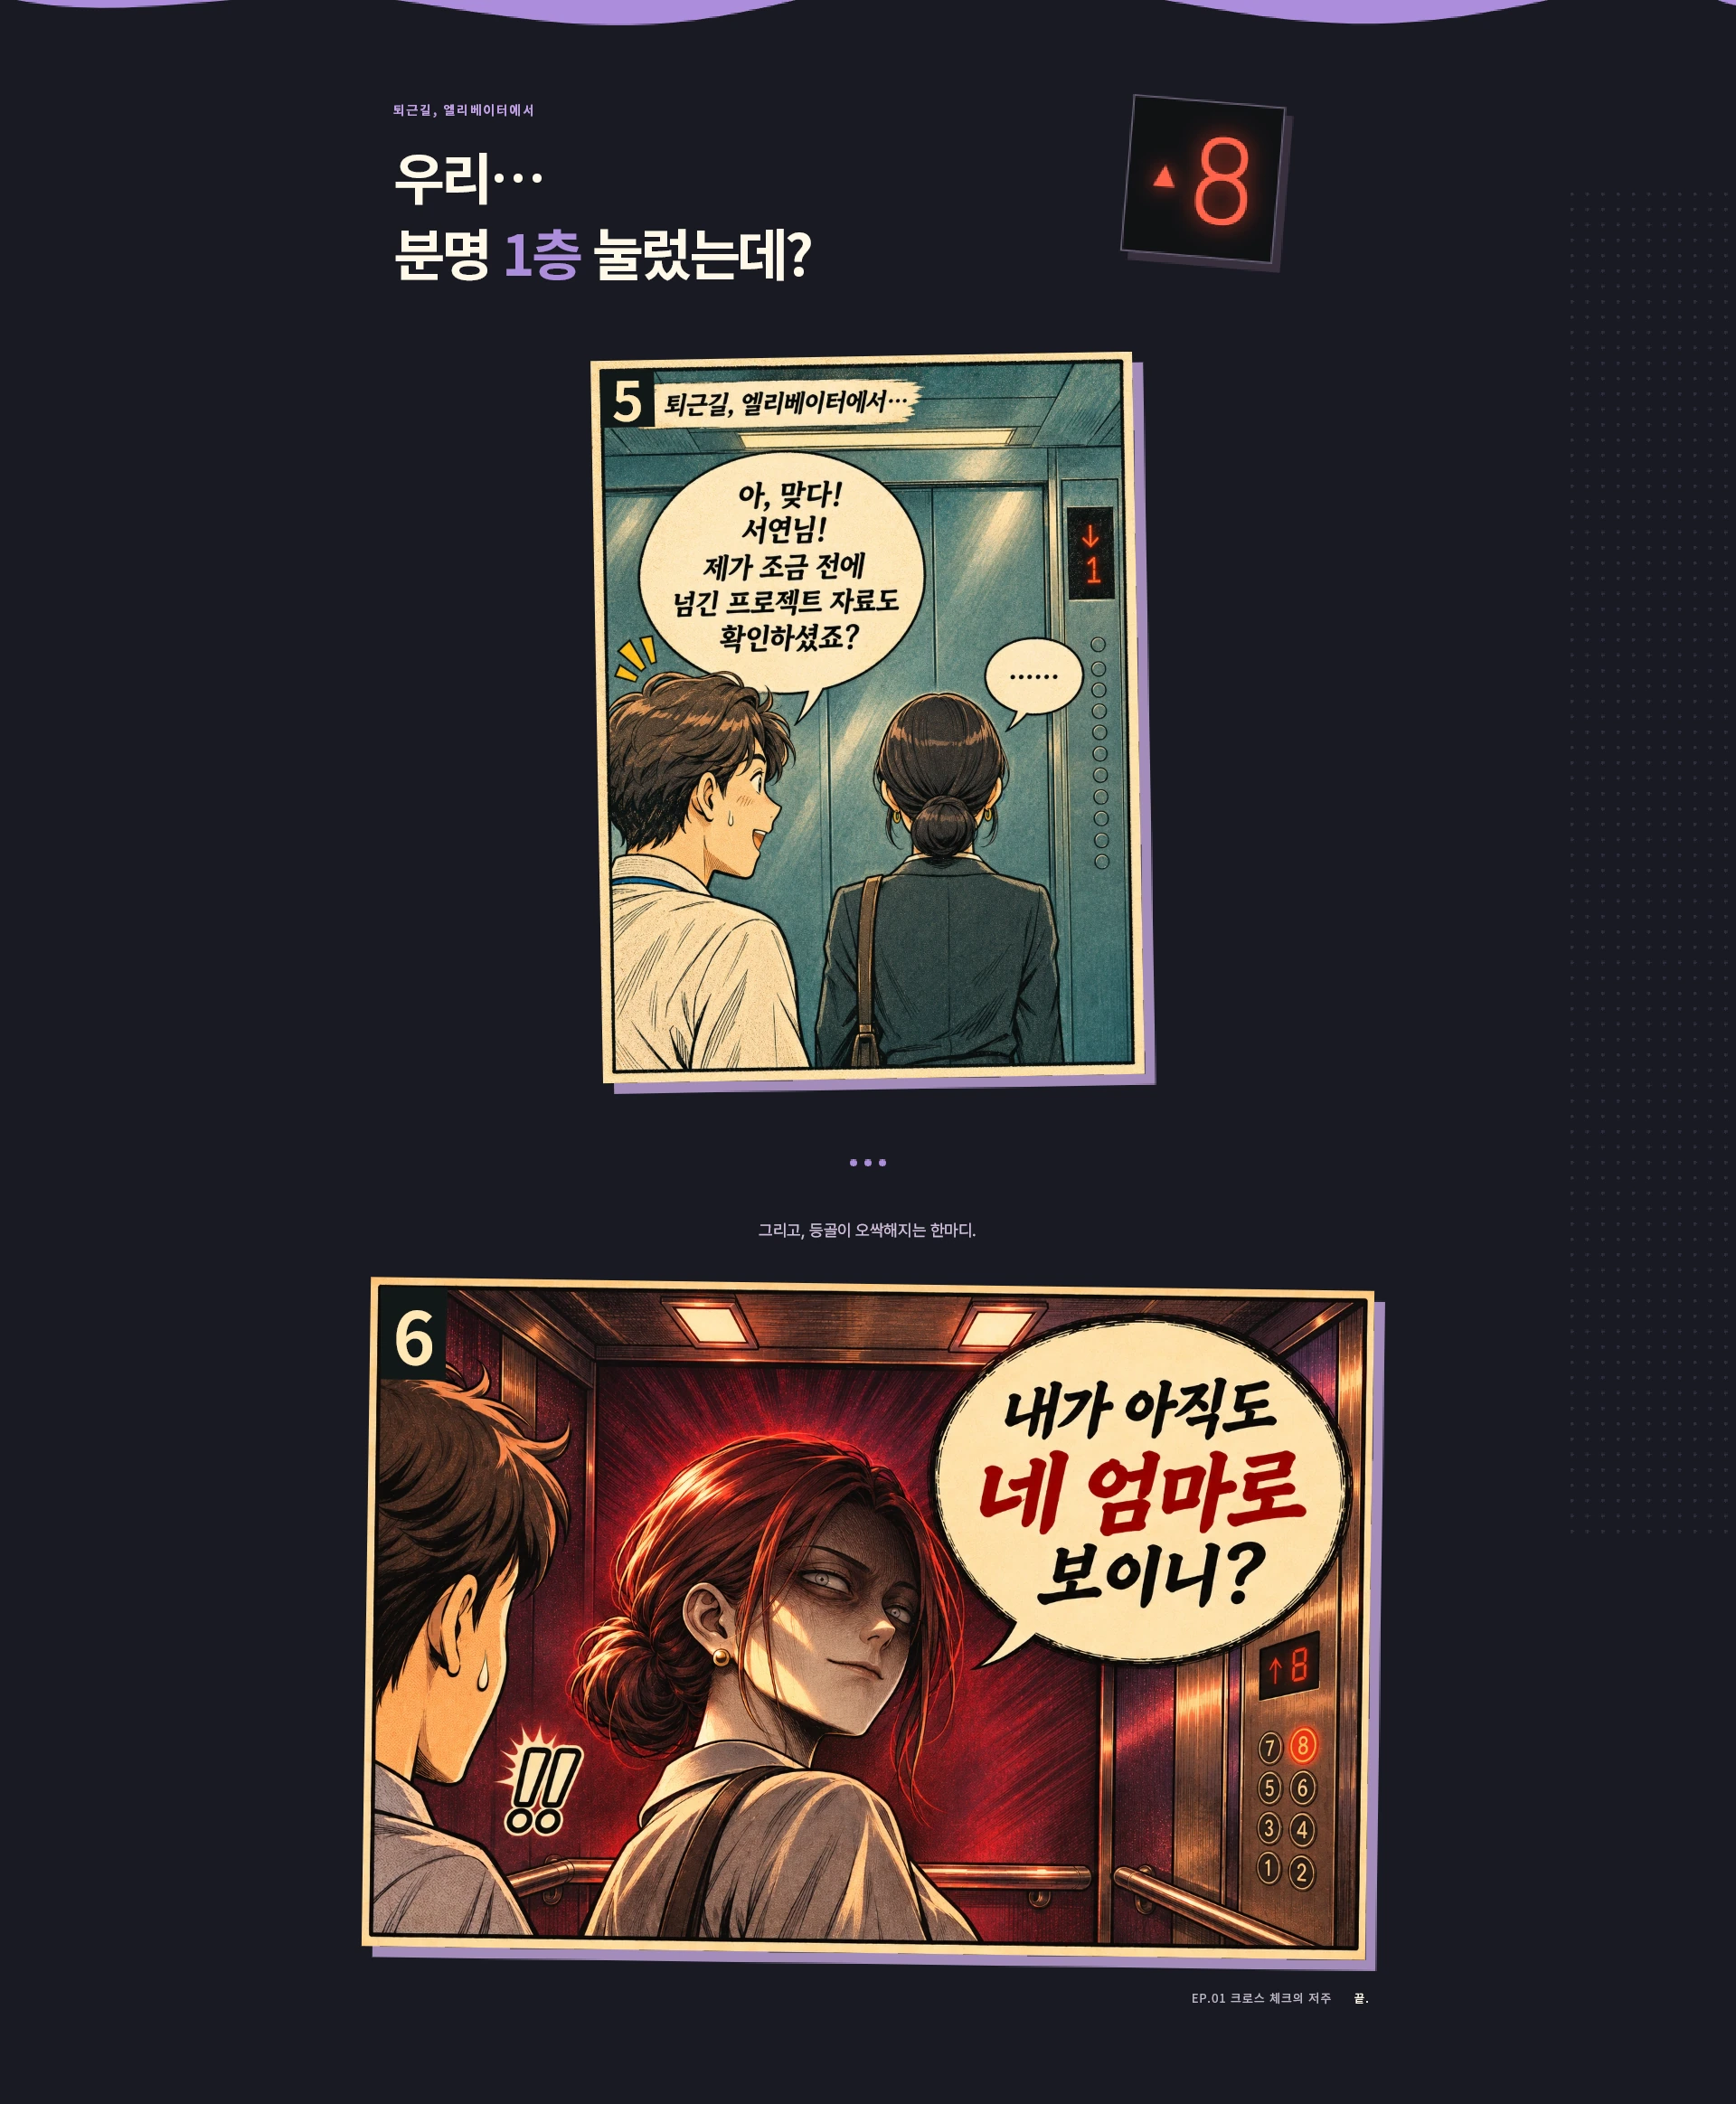 퇴근길, 엘리베이터에서
우리…
분명 1층 눌렀는데?
▲8
5
퇴근길, 엘리베이터에서…
아, 맞다!
서연님!
제가 조금 전에
넘긴 프로젝트 자료도
확인하셨죠?
↓
1
……
그리고, 등골이 오싹해지는 한마디.
6
내가 아직도
네 엄마로
보이니?
!!
↑8
7 8
5 6
3 4
1 2
EP.01 크로스 체크의 저주 끝.